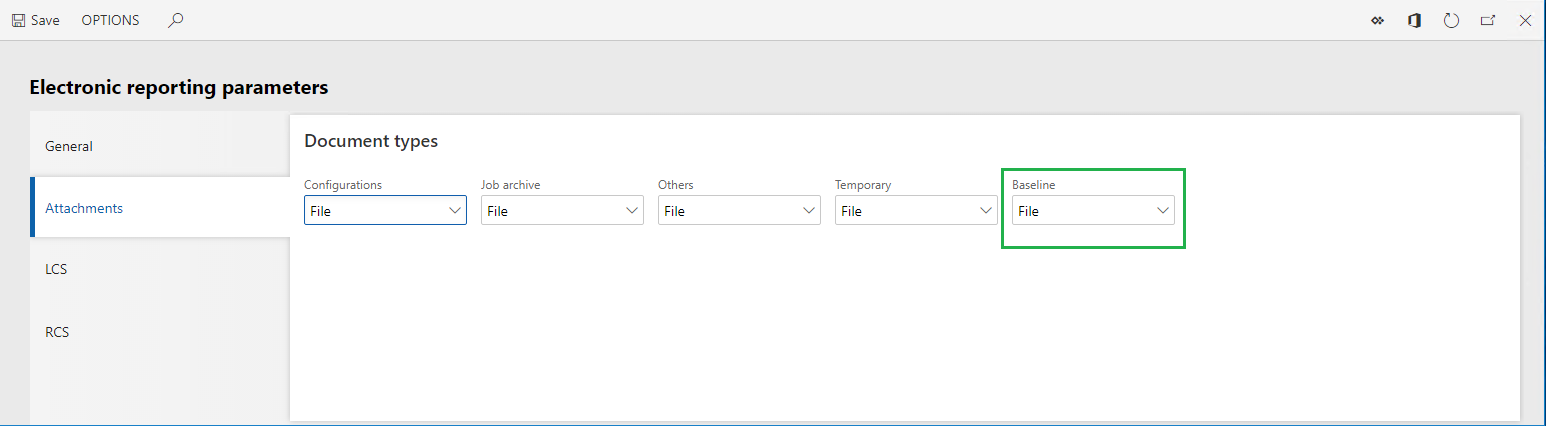 Save OPTIONS
Electronic reporting parameters
General
Attachments
LCS
RCS
Document types
Configurations Job archive Others Temporary Baseline
File File File File File